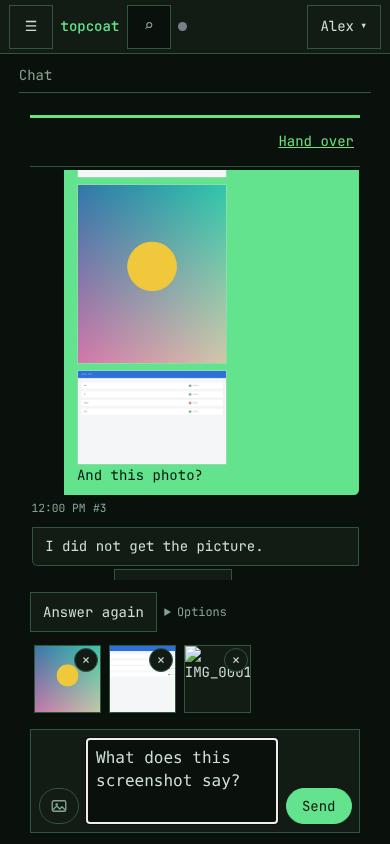 ☰ topcoat ⌕ Alex ▾
Chat
Hand over
And this photo?
12:00 PM #3
I did not get the picture.
Answer again ▶ Options
× × ×
IMG_0001
What does this
screenshot say?
Send